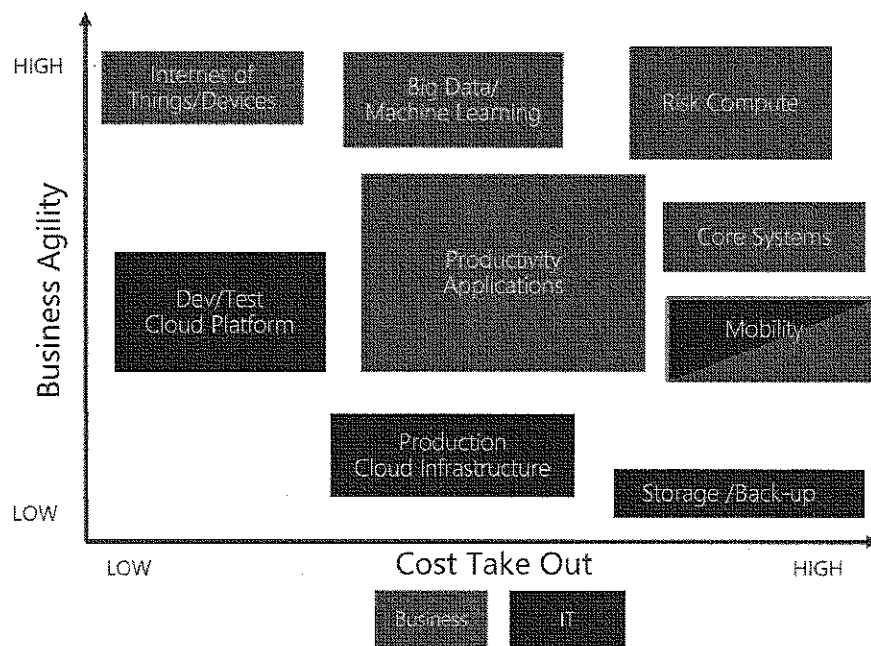 HIGH
Internet of
Things/Devices
Big Data/
Machine Learning
Risk Compute
Business Agility
Core Systems
Productivity
Applications
Dev/Test
Cloud Platform
Mobility
Production
Cloud Infrastructure
Storage /Back-up
LOW
LOW
Cost Take Out
HIGH
Business
IT